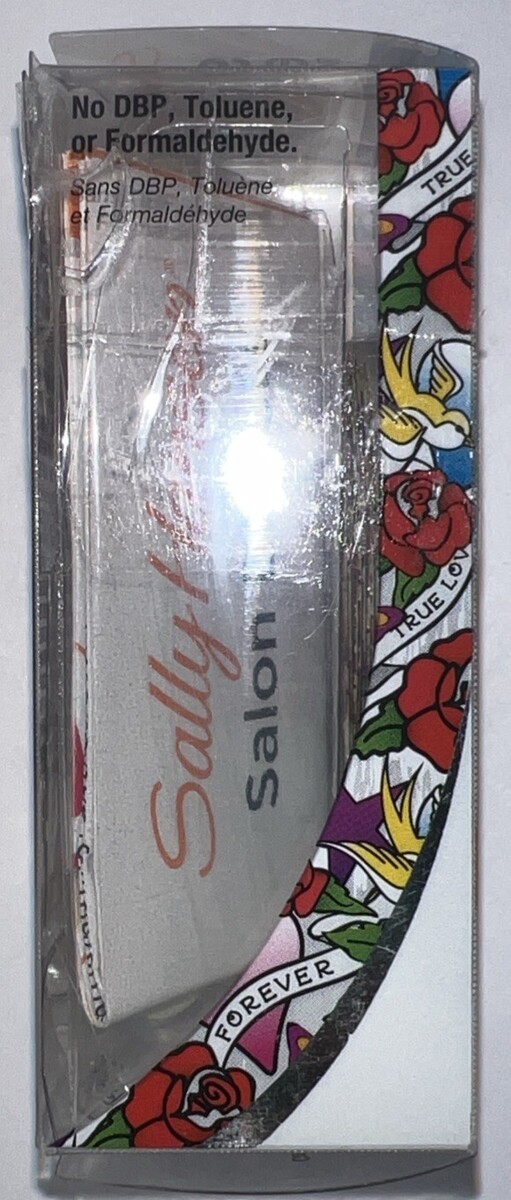 No DBP, Toluene,
or Formaldehyde.
Sans DBP, Toluène
et Formaldéhyde
Sally Hansen
Salon
TRUE
TRUE LOV
FOREVER